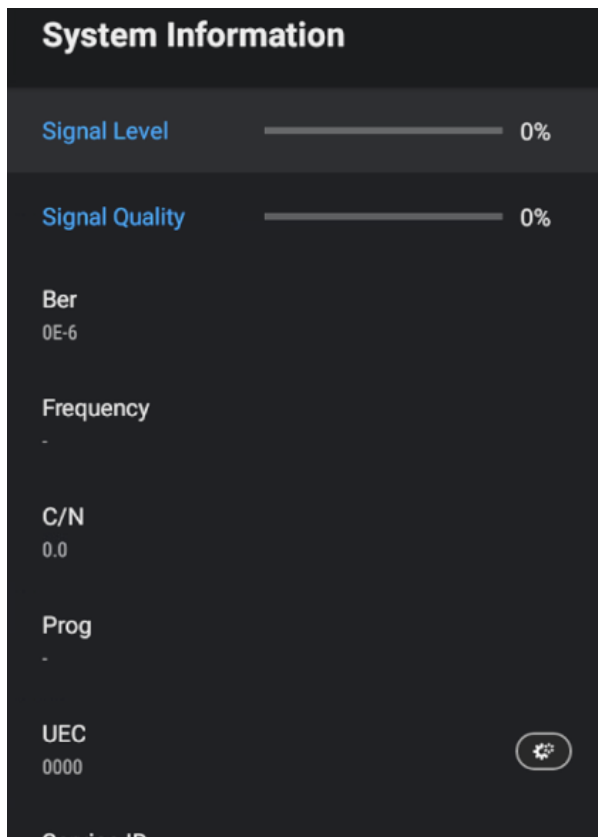 System Information
Signal Level 0%
Signal Quality 0%
Ber
0E-6
Frequency
-
C/N
0.0
Prog
-
UEC
0000